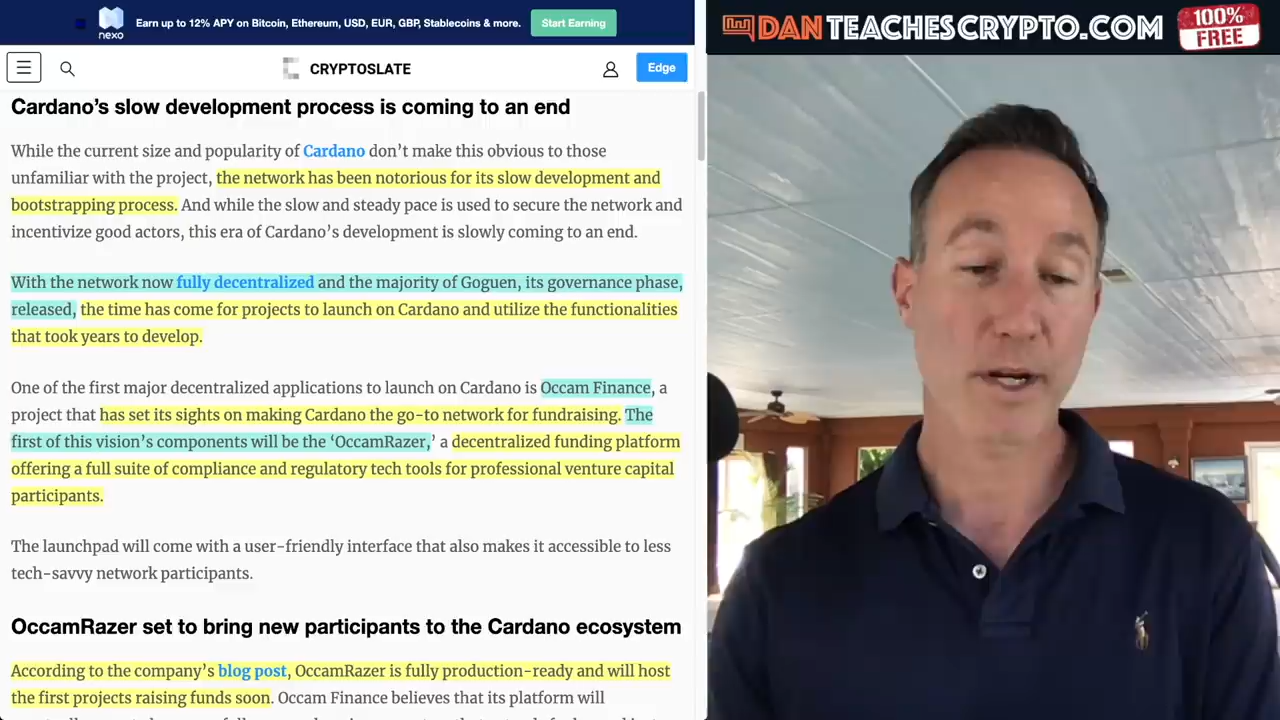 nexo
Earn up to 12% APY on Bitcoin, Ethereum, USD, EUR, GBP, Stablecoins & more.
Start Earning
CRYPTOSLATE
Edge
Cardano’s slow development process is coming to an end
While the current size and popularity of Cardano don’t make this obvious to those
unfamiliar with the project, the network has been notorious for its slow development and
bootstrapping process. And while the slow and steady pace is used to secure the network and
incentivize good actors, this era of Cardano’s development is slowly coming to an end.
With the network now fully decentralized and the majority of Goguen, its governance phase,
released, the time has come for projects to launch on Cardano and utilize the functionalities
that took years to develop.
One of the first major decentralized applications to launch on Cardano is Occam Finance, a
project that has set its sights on making Cardano the go-to network for fundraising. The
first of this vision’s components will be the ‘OccamRazer,’ a decentralized funding platform
offering a full suite of compliance and regulatory tech tools for professional venture capital
participants.
The launchpad will come with a user-friendly interface that also makes it accessible to less
tech-savvy network participants.
OccamRazer set to bring new participants to the Cardano ecosystem
According to the company’s blog post, OccamRazer is fully production-ready and will host
the first projects raising funds soon. Occam Finance believes that its platform will
DANTEACHESCRYPTO.COM
100%
FREE